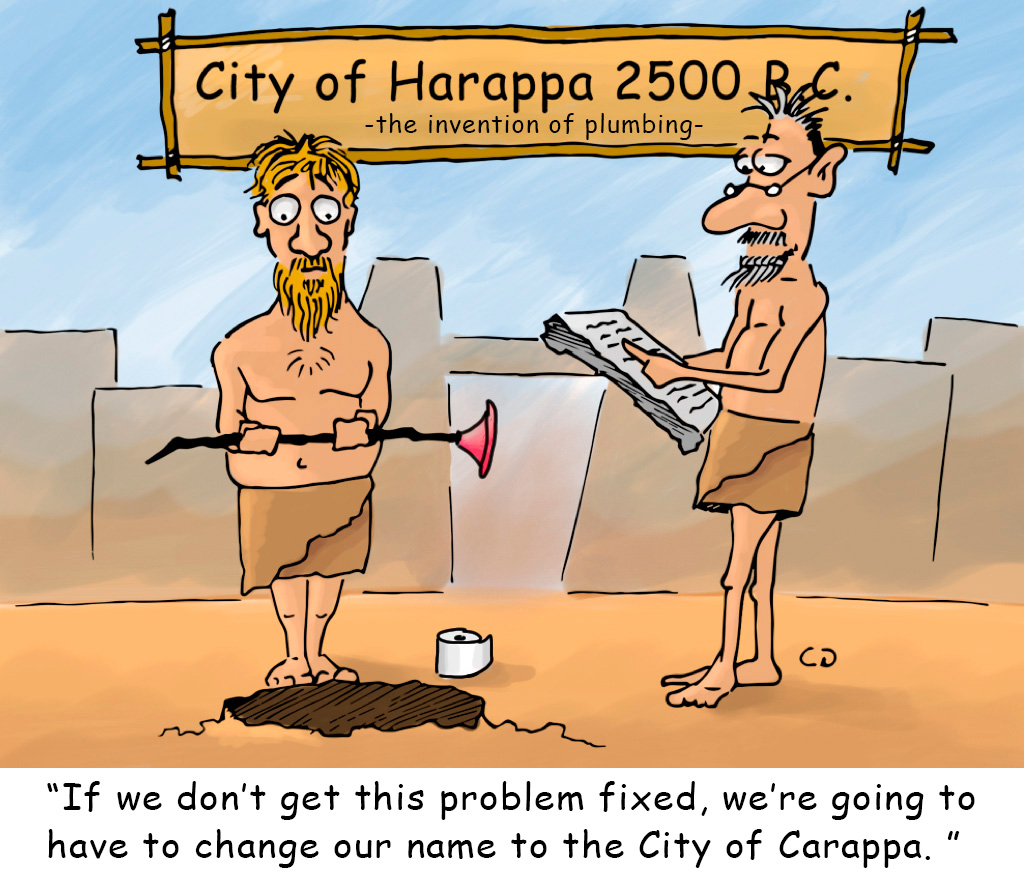 City of Harappa 2500 B.C.
-the invention of plumbing-
CD
“If we don’t get this problem fixed, we’re going to
have to change our name to the City of Carappa. ”